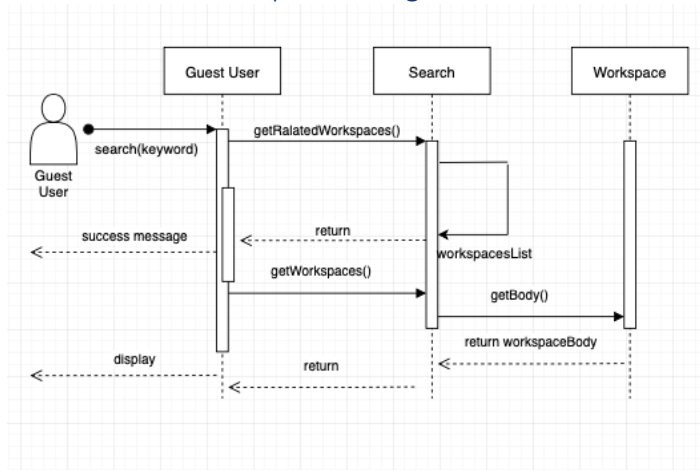 Guest User
Search
Workspace
getRalatedWorkspaces()
search(keyword)
Guest
User
success message
return
workspacesList
getWorkspaces()
getBody()
return workspaceBody
display
return